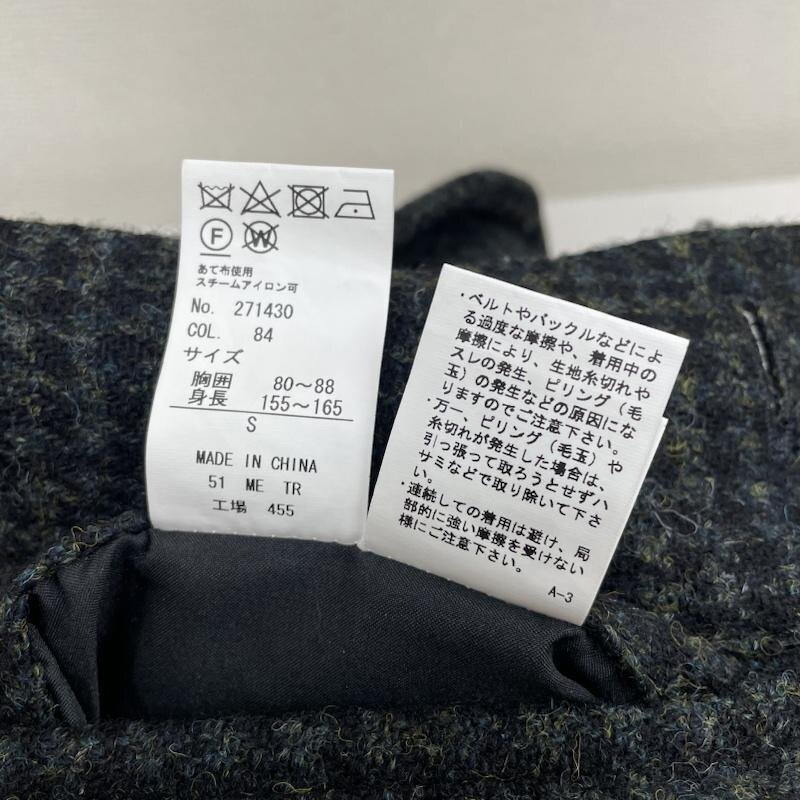 F W
あて布使用
スチームアイロン可
No. 271430
COL. 84
サイズ
胸囲 80~88
身長 155~165
S
MADE IN CHINA
51 ME TR
工場 455
・ベルトやバックルなどによ
る過度な摩擦や、着用中の
摩擦により、生地糸切れや
スレの発生、ピリング(毛
玉)の発生などの原因にな
りますのでご注意下さい。
・万一、ピリング(毛玉)や
糸切れが発生した場合は、
引っ張って取ろうとせずハ
サミなどで取り除いて下さ
い。
・連続しての着用は避け、局
部的に強い摩擦を受けない
様にご注意下さい。
A-3